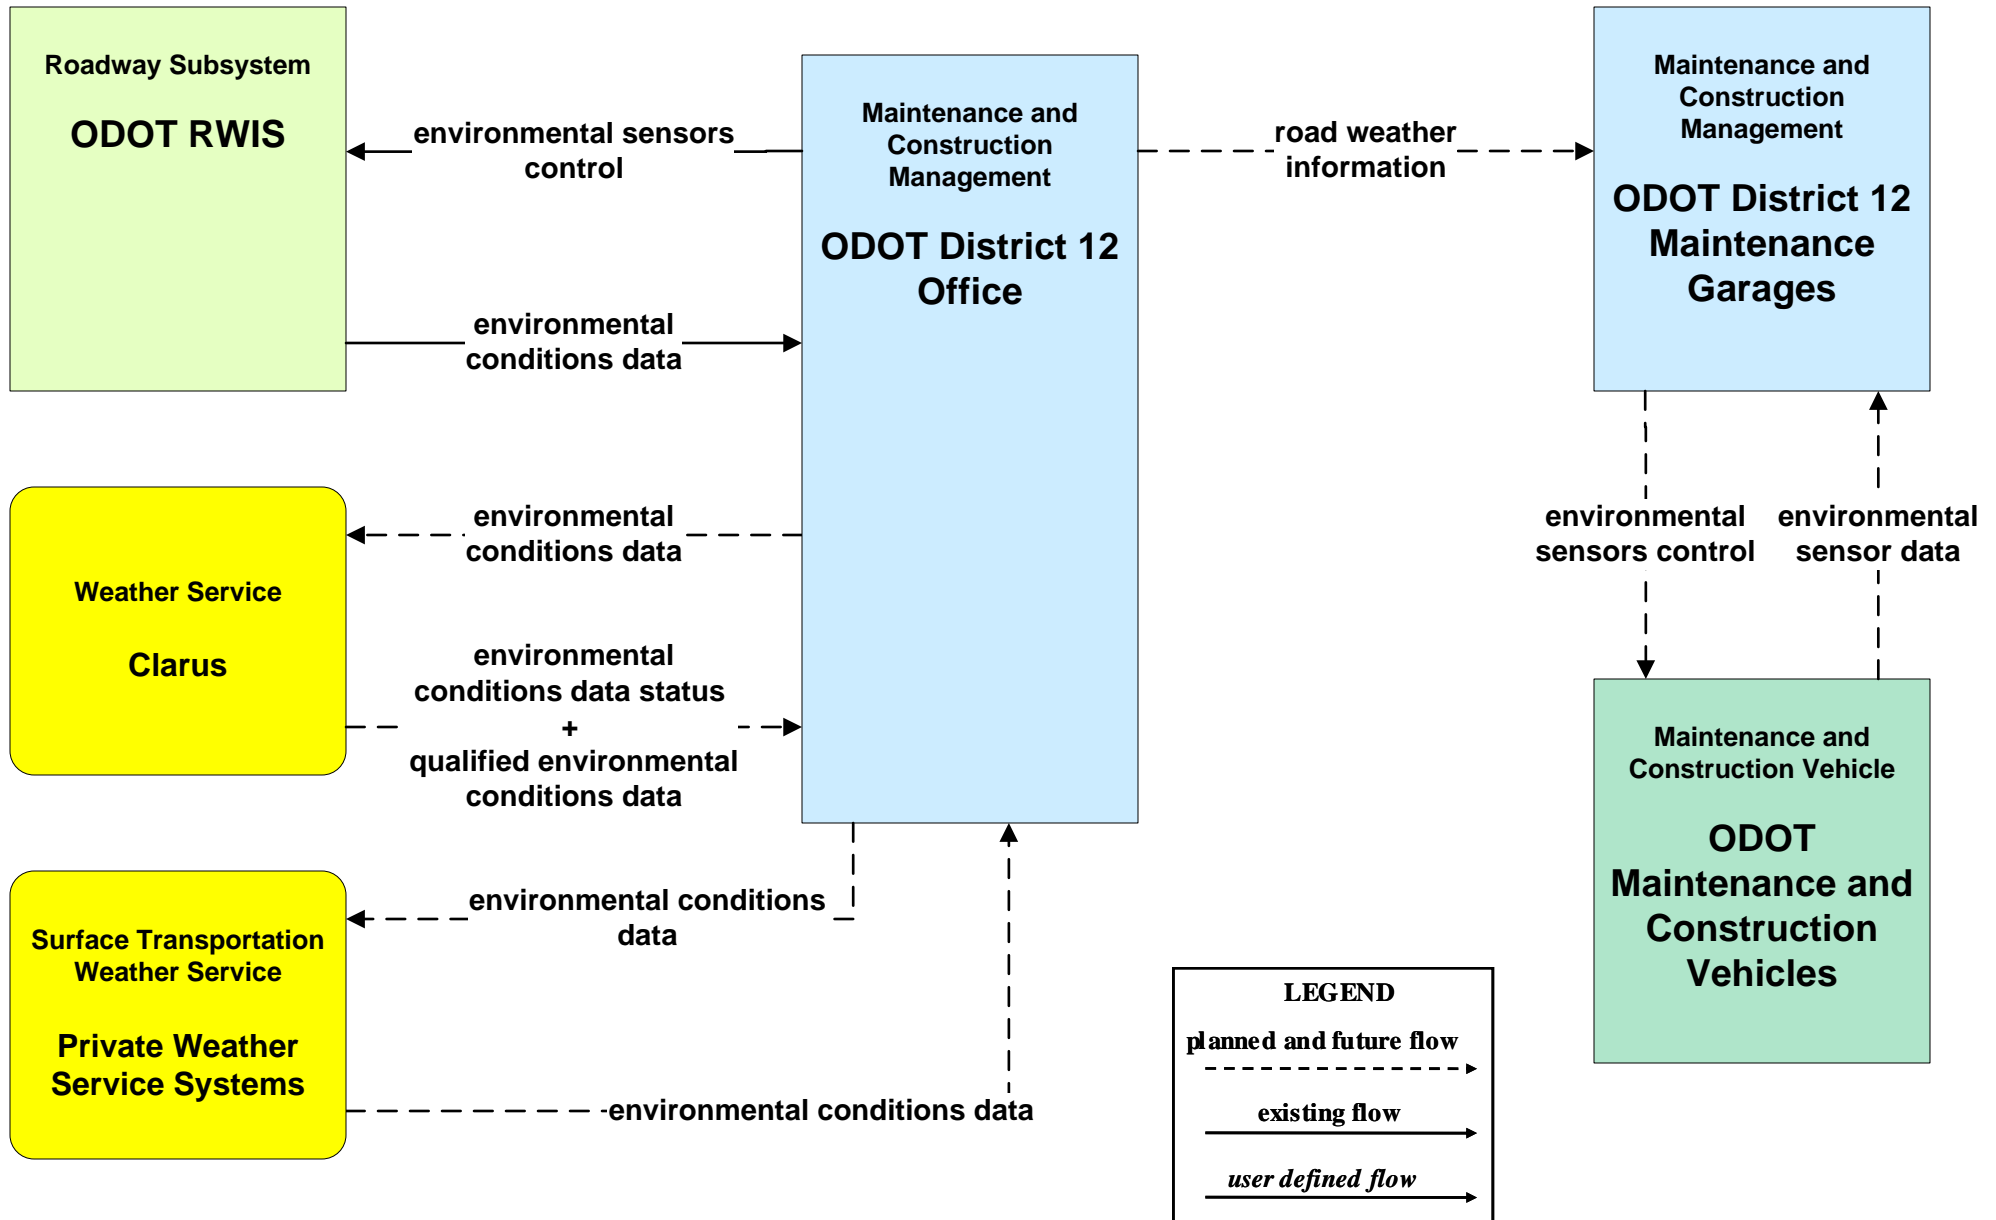 Roadway Subsystem
ODOT RWIS
environmental sensors
control
environmental
conditions data
Maintenance and
Construction
Management
ODOT District 12
Office
road weather
information
Maintenance and
Construction
Management
ODOT District 12
Maintenance
Garages
Weather Service
Clarus
environmental
conditions data
environmental
conditions data status
+
qualified environmental
conditions data
environmental
sensors control
environmental
sensor data
Surface Transportation
Weather Service
Private Weather
Service Systems
environmental conditions
data
environmental conditions data
Maintenance and
Construction Vehicle
ODOT
Maintenance and
Construction
Vehicles
LEGEND
planned and future flow
existing flow
user defined flow